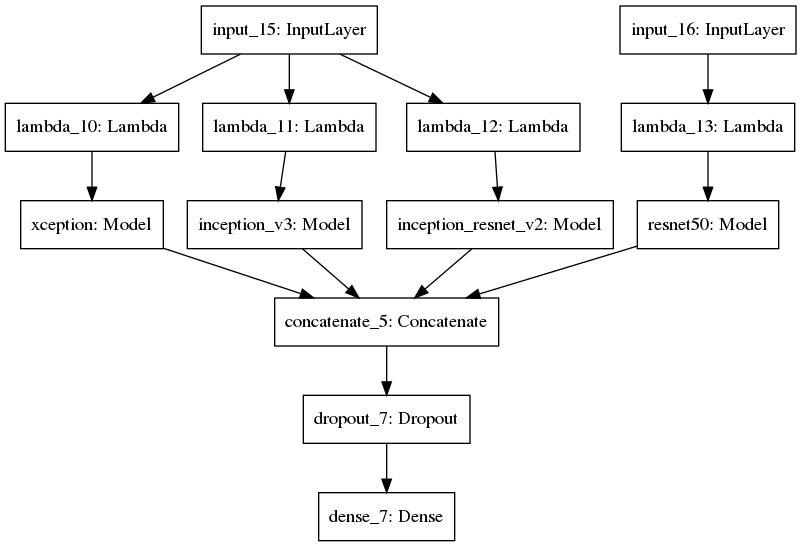 input_15: InputLayer
input_16: InputLayer
lambda_10: Lambda
lambda_11: Lambda
lambda_12: Lambda
lambda_13: Lambda
xception: Model
inception_v3: Model
inception_resnet_v2: Model
resnet50: Model
concatenate_5: Concatenate
dropout_7: Dropout
dense_7: Dense